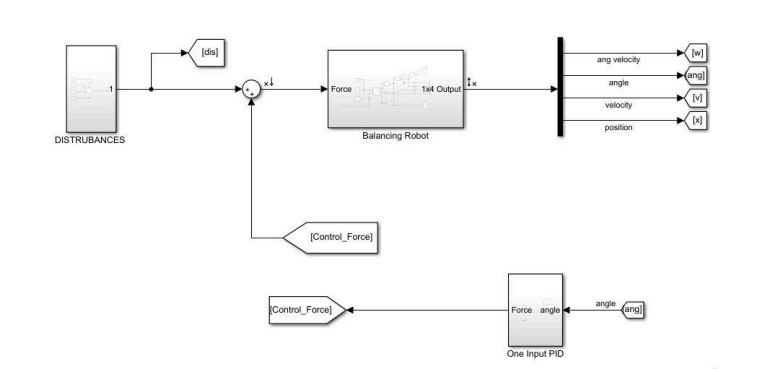 [dis]
1
DISTRUBANCES
Force
1x4 Output
Balancing Robot
ang velocity
[w]
angle
ang]
velocity
[v]
position
[x]
[Control_Force]
[Control_Force]
Force
angle
angle
ang]
One Input PID